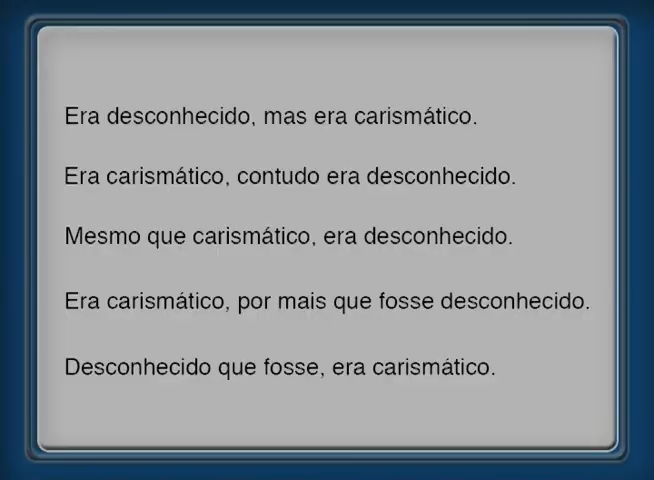 Era desconhecido, mas era carismático.
Era carismático, contudo era desconhecido.
Mesmo que carismático, era desconhecido.
Era carismático, por mais que fosse desconhecido.
Desconhecido que fosse, era carismático.